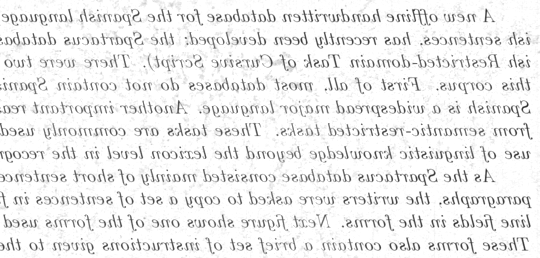 A new offline handwritten database for the Spanish language
ish sentences, has recently been developed: the Spartacus databas
ish Restricted-domain Task of Cursive Script). There were two
this corpus. First of all, most databases do not contain Spani
Spanish is a widespread major language. Another important rea
from semantic-restricted tasks. These tasks are commonly used
use of linguistic knowledge beyond the lexicon level in the recogn
As the Spartacus database consisted mainly of short sentence
paragraphs, the writers were asked to copy a set of sentences in f
line fields in the forms. Next figure shows one of the forms used
These forms also contain a brief set of instructions given to the